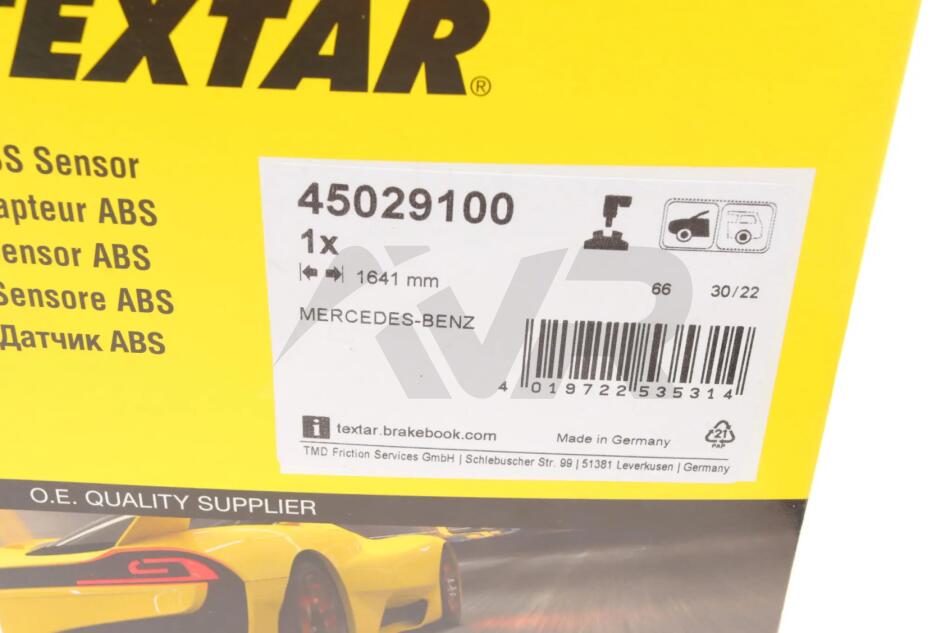 TEXTAR®
Sensor
apteur ABS
ensor ABS
Sensore ABS
Датчик ABS
45029100
1x
1641 mm
66 30/22
MERCEDES-BENZ
4 019722 535314
i textar.brakebook.com Made in Germany
21
PAP
TMD Friction Services GmbH | Schlebuscher Str. 99 | 51381 Leverkusen | Germany
O.E. QUALITY SUPPLIER
IVR